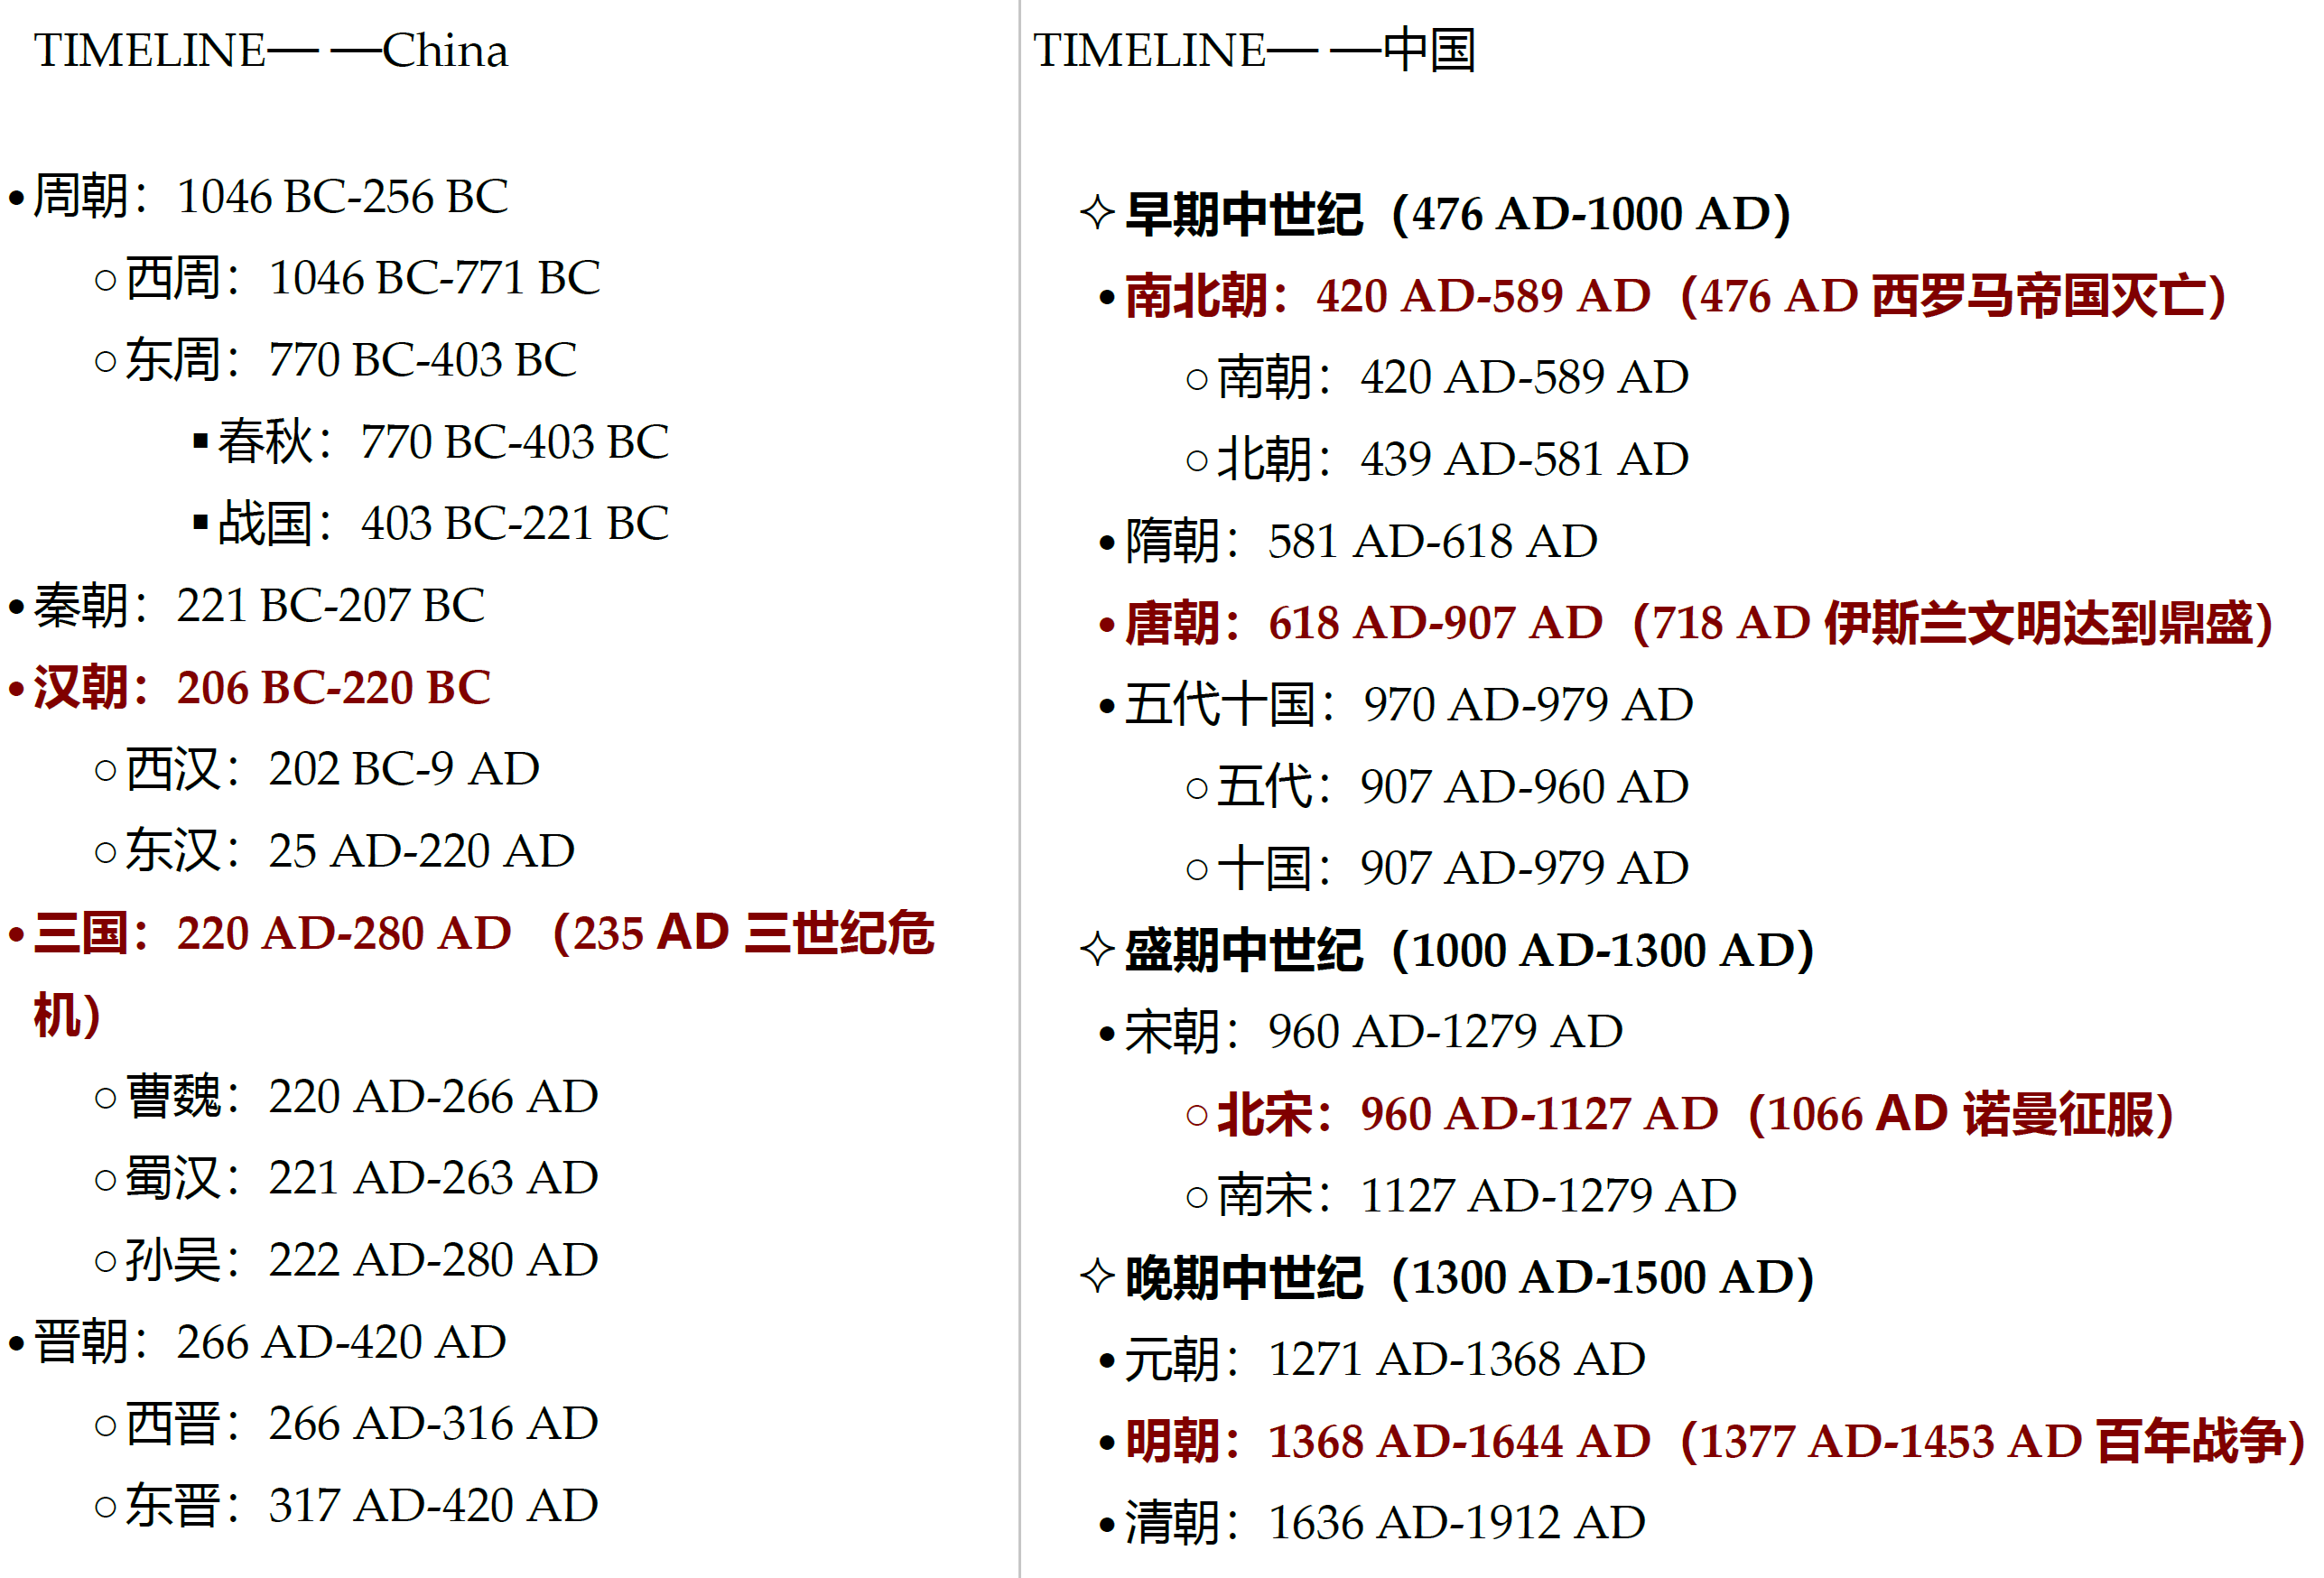 TIMELINE— —China
•周朝：1046 BC-256 BC
○西周：1046 BC-771 BC
○东周：770 BC-403 BC
▪春秋：770 BC-403 BC
▪战国：403 BC-221 BC
•秦朝：221 BC-207 BC
•汉朝：206 BC-220 BC
○西汉：202 BC-9 AD
○东汉：25 AD-220 AD
•三国：220 AD-280 AD （235 AD 三世纪危
机）
○曹魏：220 AD-266 AD
○蜀汉：221 AD-263 AD
○孙吴：222 AD-280 AD
•晋朝：266 AD-420 AD
○西晋：266 AD-316 AD
○东晋：317 AD-420 AD
TIMELINE— —中国
✧早期中世纪（476 AD-1000 AD）
•南北朝：420 AD-589 AD（476 AD 西罗马帝国灭亡）
○南朝：420 AD-589 AD
○北朝：439 AD-581 AD
•隋朝：581 AD-618 AD
•唐朝：618 AD-907 AD（718 AD 伊斯兰文明达到鼎盛）
•五代十国：970 AD-979 AD
○五代：907 AD-960 AD
○十国：907 AD-979 AD
✧盛期中世纪（1000 AD-1300 AD）
•宋朝：960 AD-1279 AD
○北宋：960 AD-1127 AD（1066 AD 诺曼征服）
○南宋：1127 AD-1279 AD
✧晚期中世纪（1300 AD-1500 AD）
•元朝：1271 AD-1368 AD
•明朝：1368 AD-1644 AD（1377 AD-1453 AD 百年战争）
•清朝：1636 AD-1912 AD